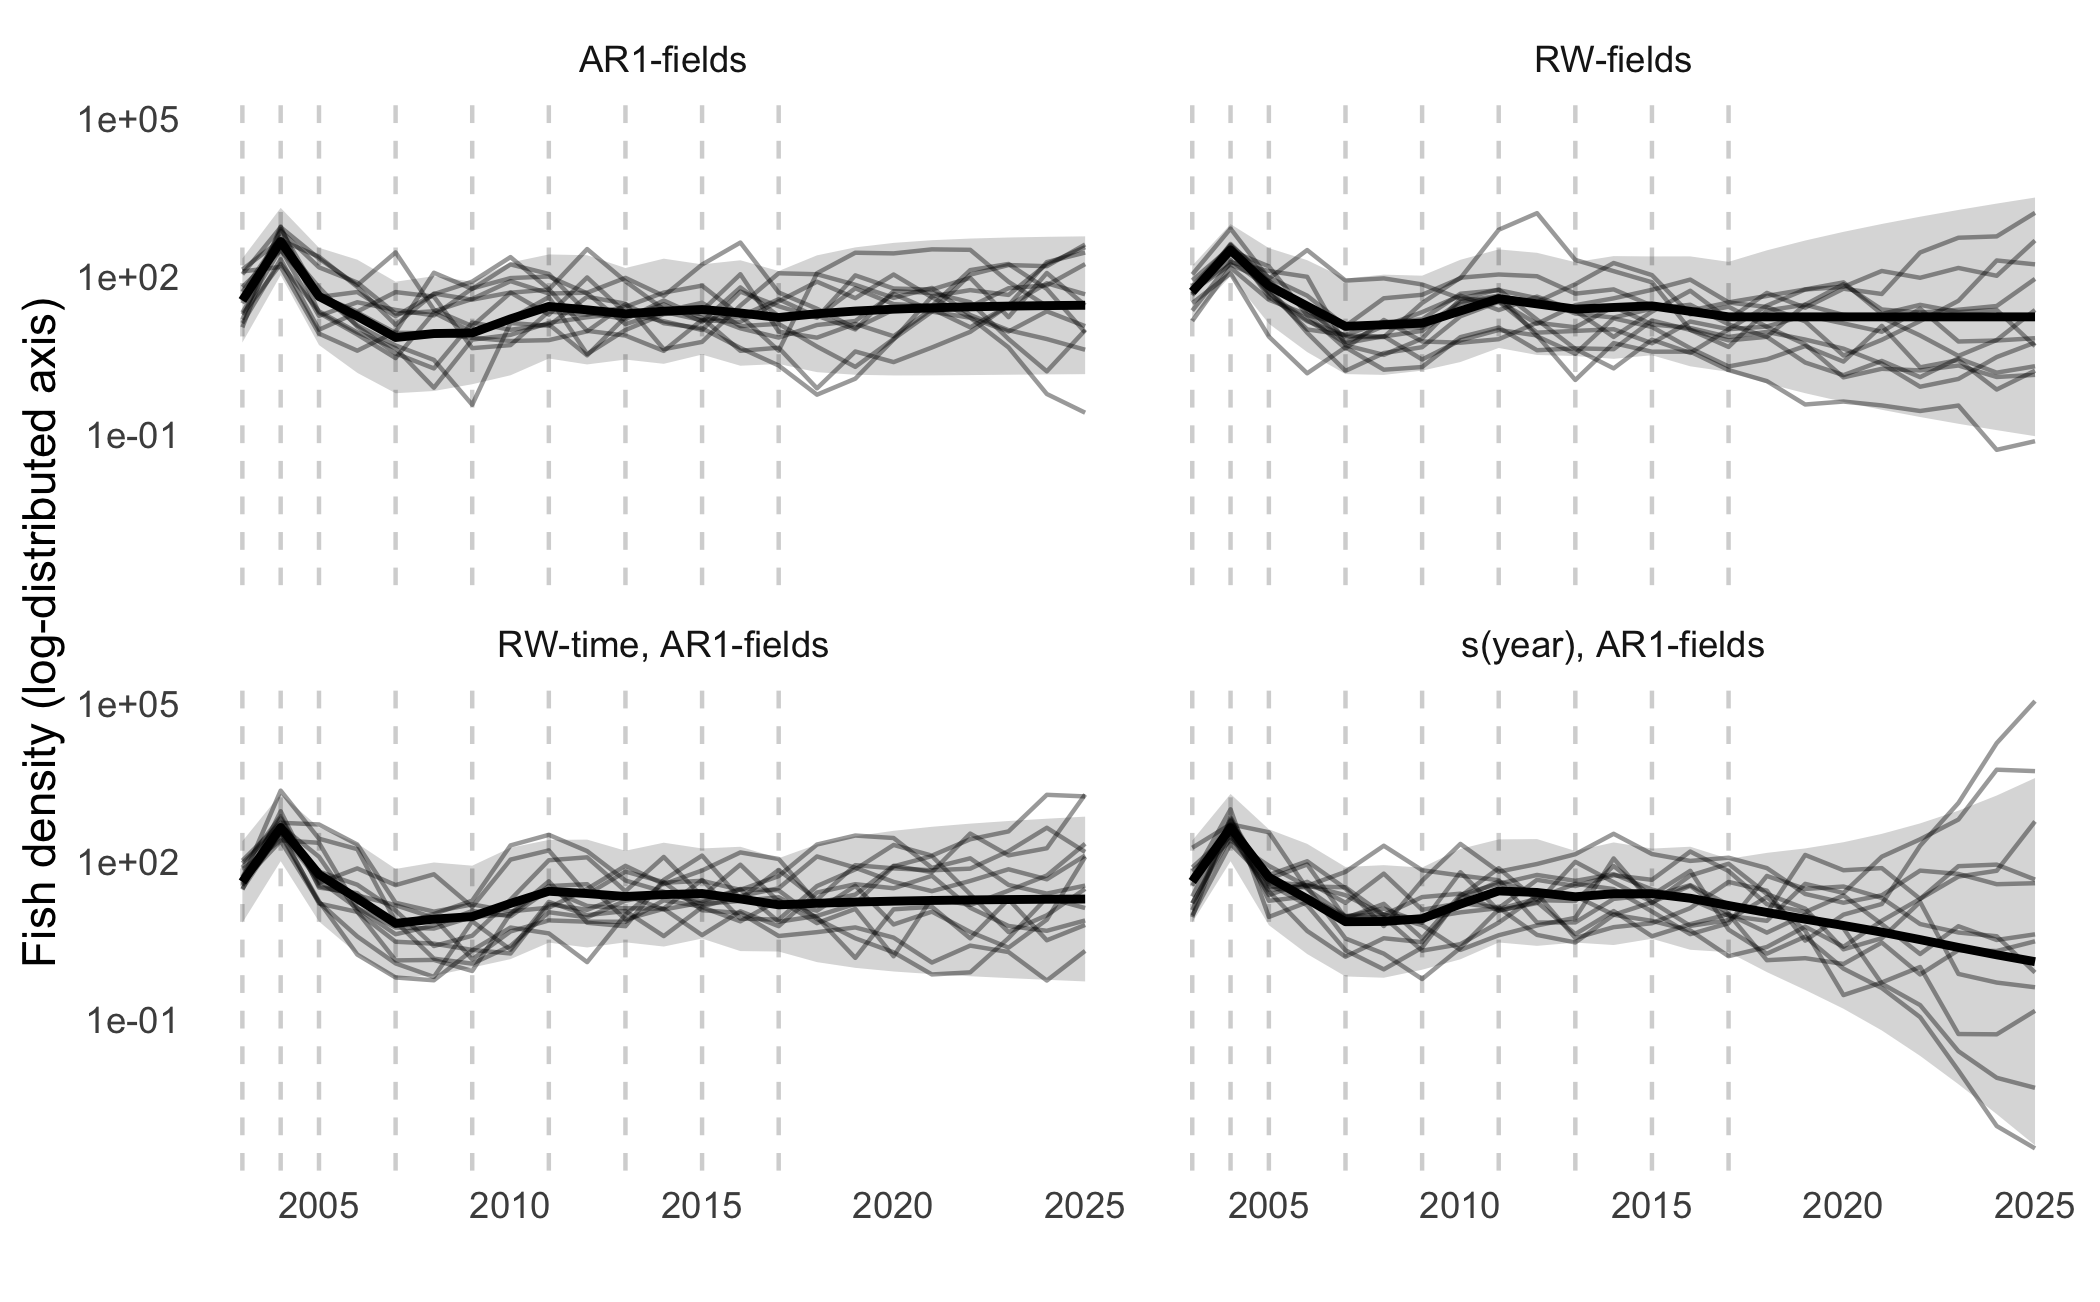 Fish density (log-distributed axis)
AR1-fields
RW-fields
1e+05
1e+02
1e-01
RW-time, AR1-fields
s(year), AR1-fields
1e+05
1e+02
1e-01
2005 2010 2015 2020 2025
2005 2010 2015 2020 2025